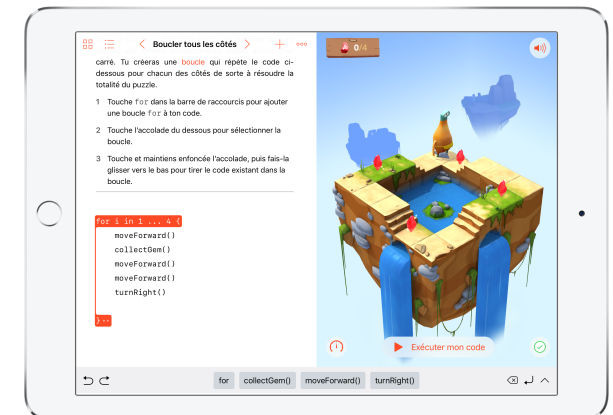 Boucler tous les côtés
carré. Tu créeras une boucle qui répète le code ci-
dessous pour chacun des côtés de sorte à résoudre la
totalité du puzzle.
1 Touche for dans la barre de raccourcis pour ajouter
une boucle for à ton code.
2 Touche l'accolade du dessous pour sélectionner la
boucle.
3 Touche et maintiens enfoncée l'accolade, puis fais-la
glisser vers le bas pour tirer le code existant dans la
boucle.
for i in 1 ... 4 {
moveForward()
collectGem()
moveForward()
moveForward()
turnRight()
}
0/4
Exécuter mon code
for collectGem() moveForward() turnRight()